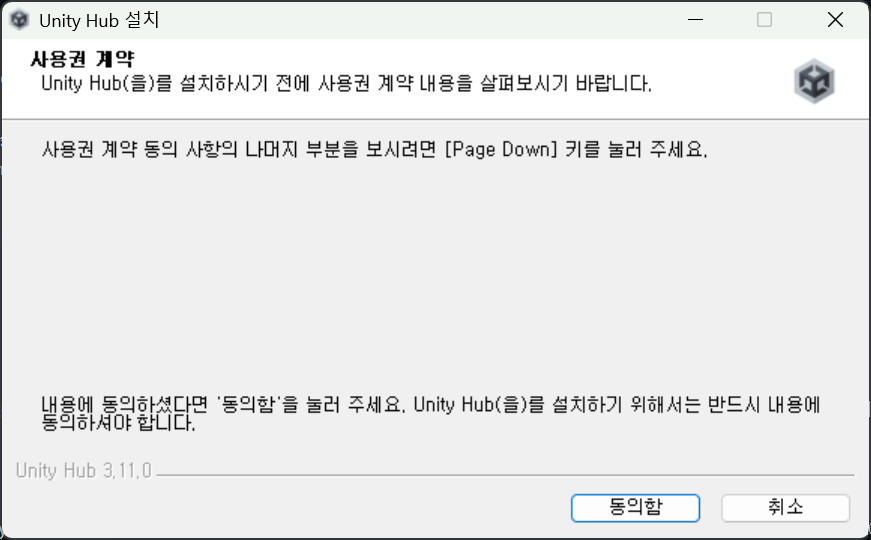 Unity Hub 설치
사용권 계약
Unity Hub(을)를 설치하시기 전에 사용권 계약 내용을 살펴보시기 바랍니다.
사용권 계약 동의 사항의 나머지 부분을 보시려면 [Page Down] 키를 눌러 주세요.
내용에 동의하셨다면 '동의함'을 눌러 주세요. Unity Hub(을)를 설치하기 위해서는 반드시 내용에
동의하셔야 합니다.
Unity Hub 3.11.0
동의함 취소